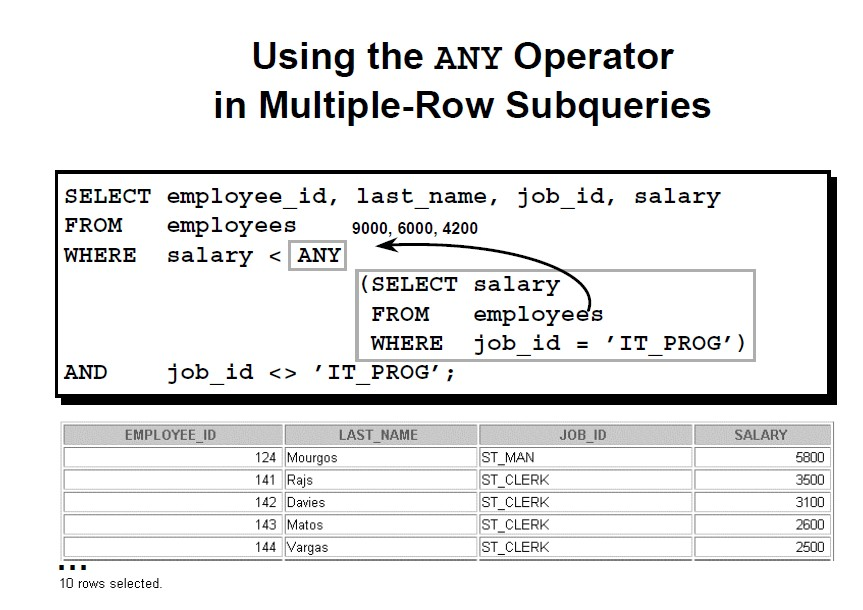 Using the ANY Operator
in Multiple-Row Subqueries
SELECT employee_id, last_name, job_id, salary
FROM employees
9000, 6000, 4200
WHERE salary < ANY
(SELECT salary
FROM employees
WHERE job_id = ’IT_PROG’)
AND job_id <> ’IT_PROG’;
EMPLOYEE_ID LAST_NAME JOB_ID SALARY
124 Mourgos ST_MAN 5800
141 Rajs ST_CLERK 3500
142 Davies ST_CLERK 3100
143 Matos ST_CLERK 2600
144 Vargas ST_CLERK 2500
...
10 rows selected.